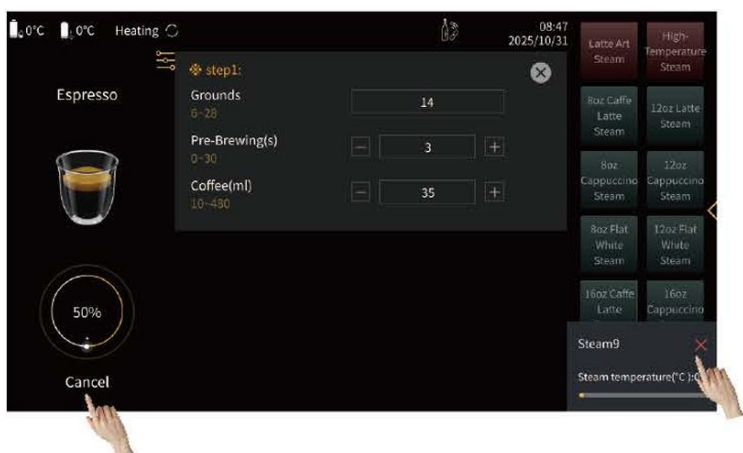 0°C 0°C Heating
08:47
2025/10/31
Espresso
step1:
Grounds
6~28
14
Pre-Brewing(s)
0~30
3
Coffee(ml)
10~480
35
50%
Cancel
Latte Art
Steam
High-
Temperature
Steam
8oz Caffe
Latte
Steam
12oz Latte
Steam
8oz
Cappuccino
Steam
12oz
Cappuccino
Steam
8oz Flat
White
Steam
12oz Flat
White
Steam
16oz Caffe
Latte
16oz
Cappuccino
Steam9
Steam temperature(°C):